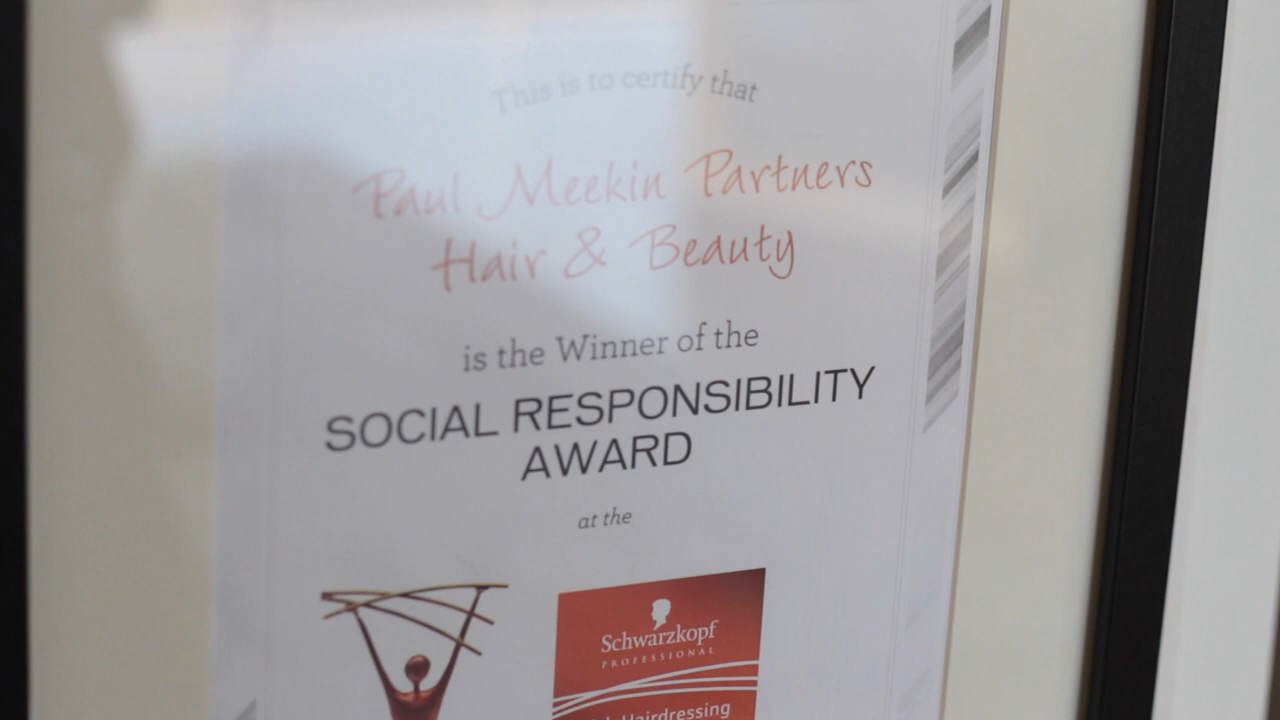 This is to certify that
Paul Meekin Partners
Hair & Beauty
is the Winner of the
SOCIAL RESPONSIBILITY
AWARD
at the
Schwarzkopf
PROFESSIONAL
Hairdressing